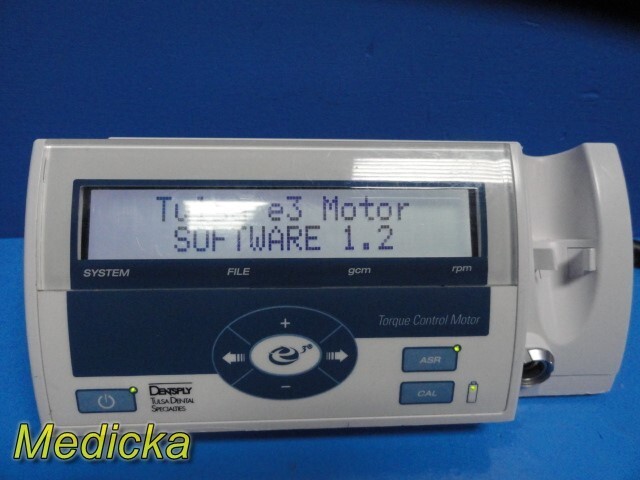 Tulsa e3 Motor
SOFTWARE 1.2
SYSTEM FILE gcm rpm
Torque Control Motor
+
e3
ASR
−
CAL
DENTSPLY
TULSA DENTAL
SPECIALTIES
Medicka